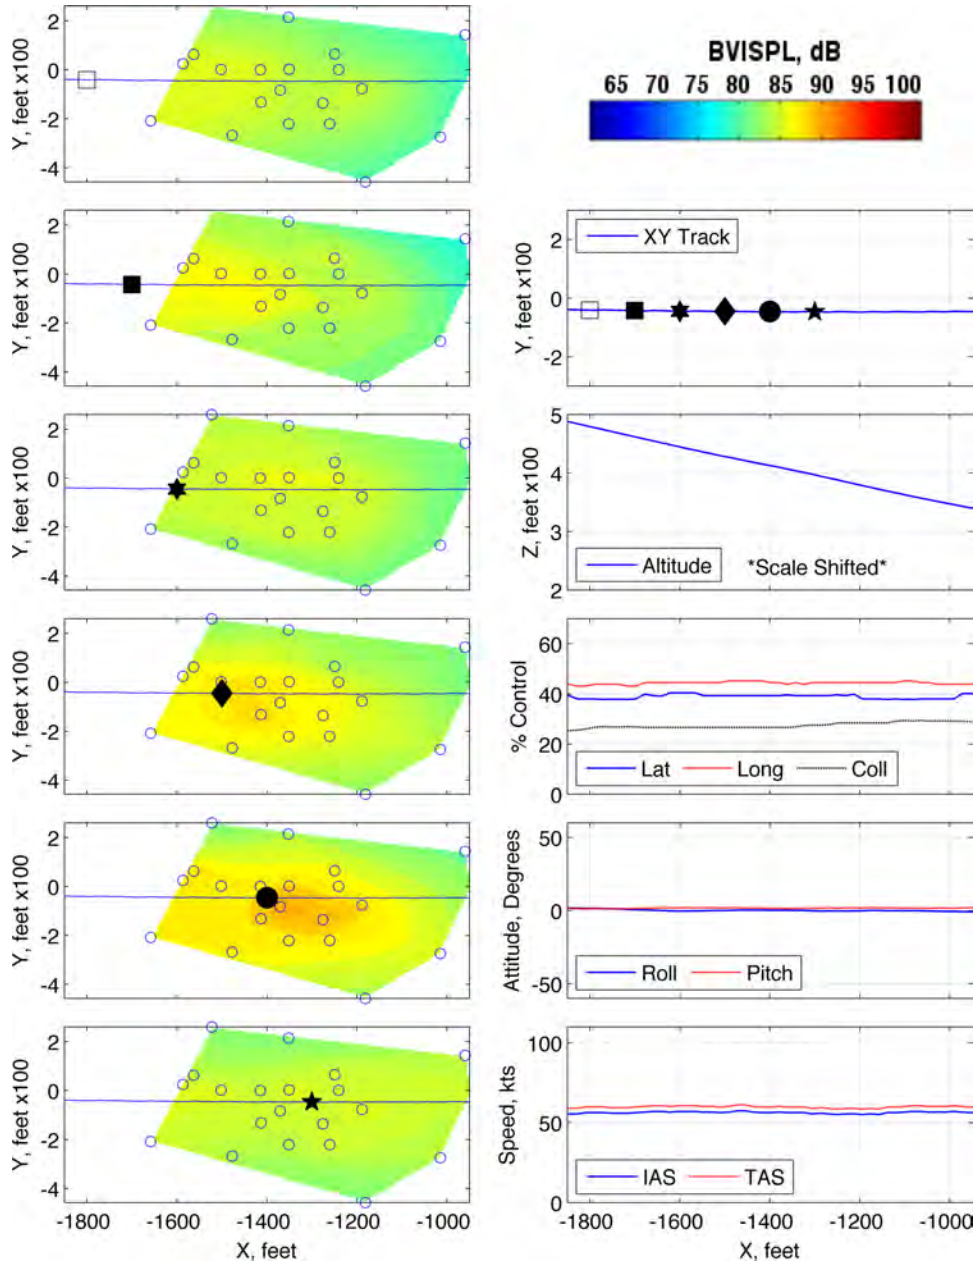 2
0
-2
-4
Y, feet x100
BVISPL, dB
65 70 75 80 85 90 95 100
2
0
-2
-4
Y, feet x100
2
0
-2
Y, feet x100
XY Track
2
0
-2
-4
Y, feet x100
5
4
3
2
Z, feet x100
Altitude *Scale Shifted*
2
0
-2
-4
Y, feet x100
60
40
20
0
% Control
Lat Long Coll
2
0
-2
-4
Y, feet x100
50
0
-50
Attitude, Degrees
Roll Pitch
2
0
-2
-4
Y, feet x100
-1800 -1600 -1400 -1200 -1000
X, feet
100
50
0
Speed, kts
IAS TAS
-1800 -1600 -1400 -1200 -1000
X, feet